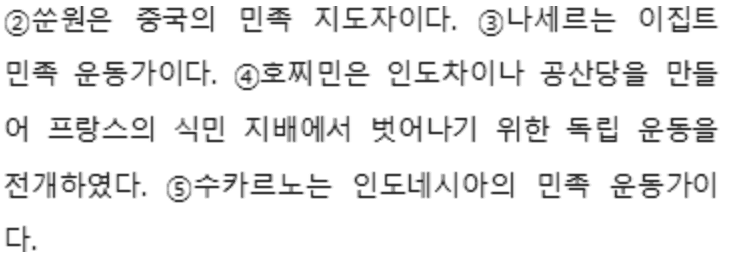 ②쑨원은 중국의 민족 지도자이다. ③나세르는 이집트
민족 운동가이다. ④호찌민은 인도차이나 공산당을 만들
어 프랑스의 식민 지배에서 벗어나기 위한 독립 운동을
전개하였다. ⑤수카르노는 인도네시아의 민족 운동가이
다.